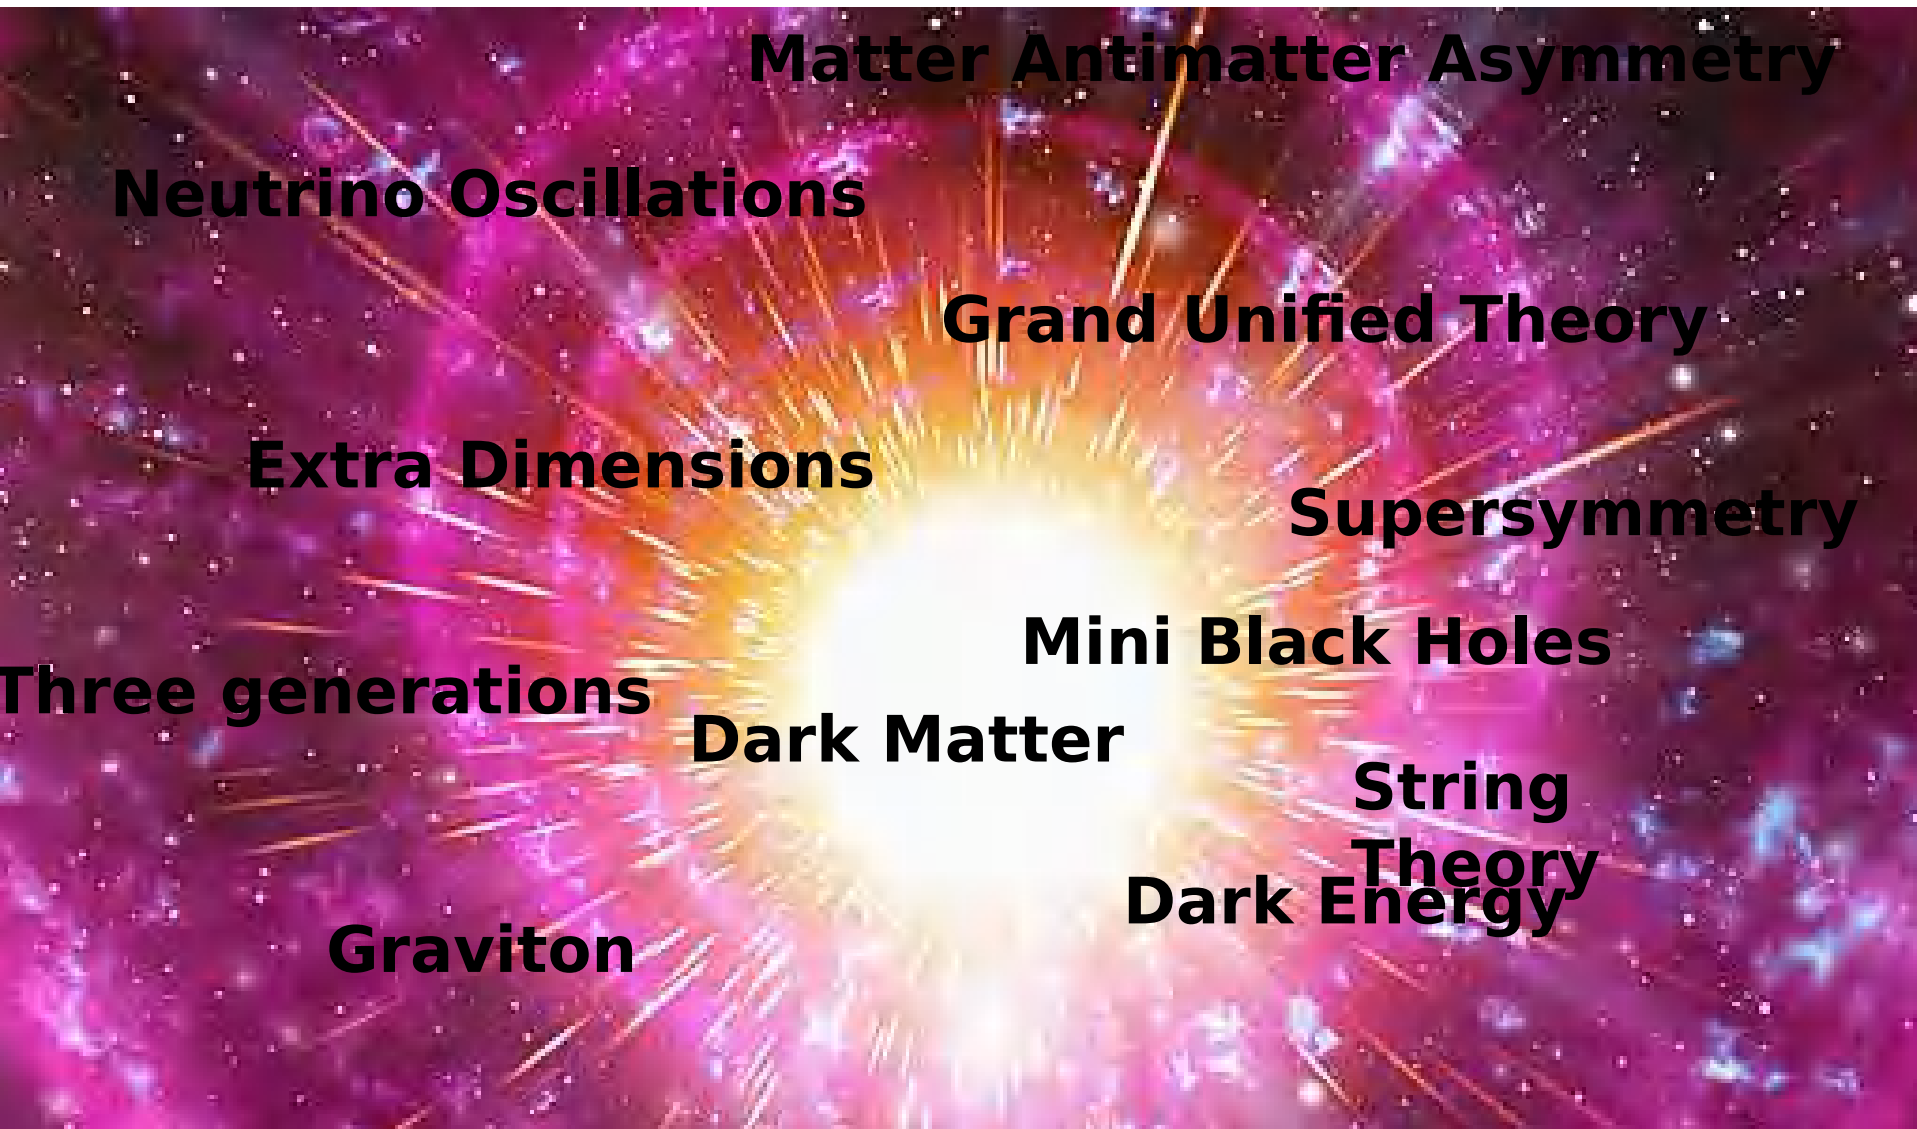 Matter Antimatter Asymmetry
Neutrino Oscillations
Grand Unified Theory
Extra Dimensions
Supersymmetry
Mini Black Holes
Three generations
Dark Matter
String
Theory
Dark Energy
Graviton